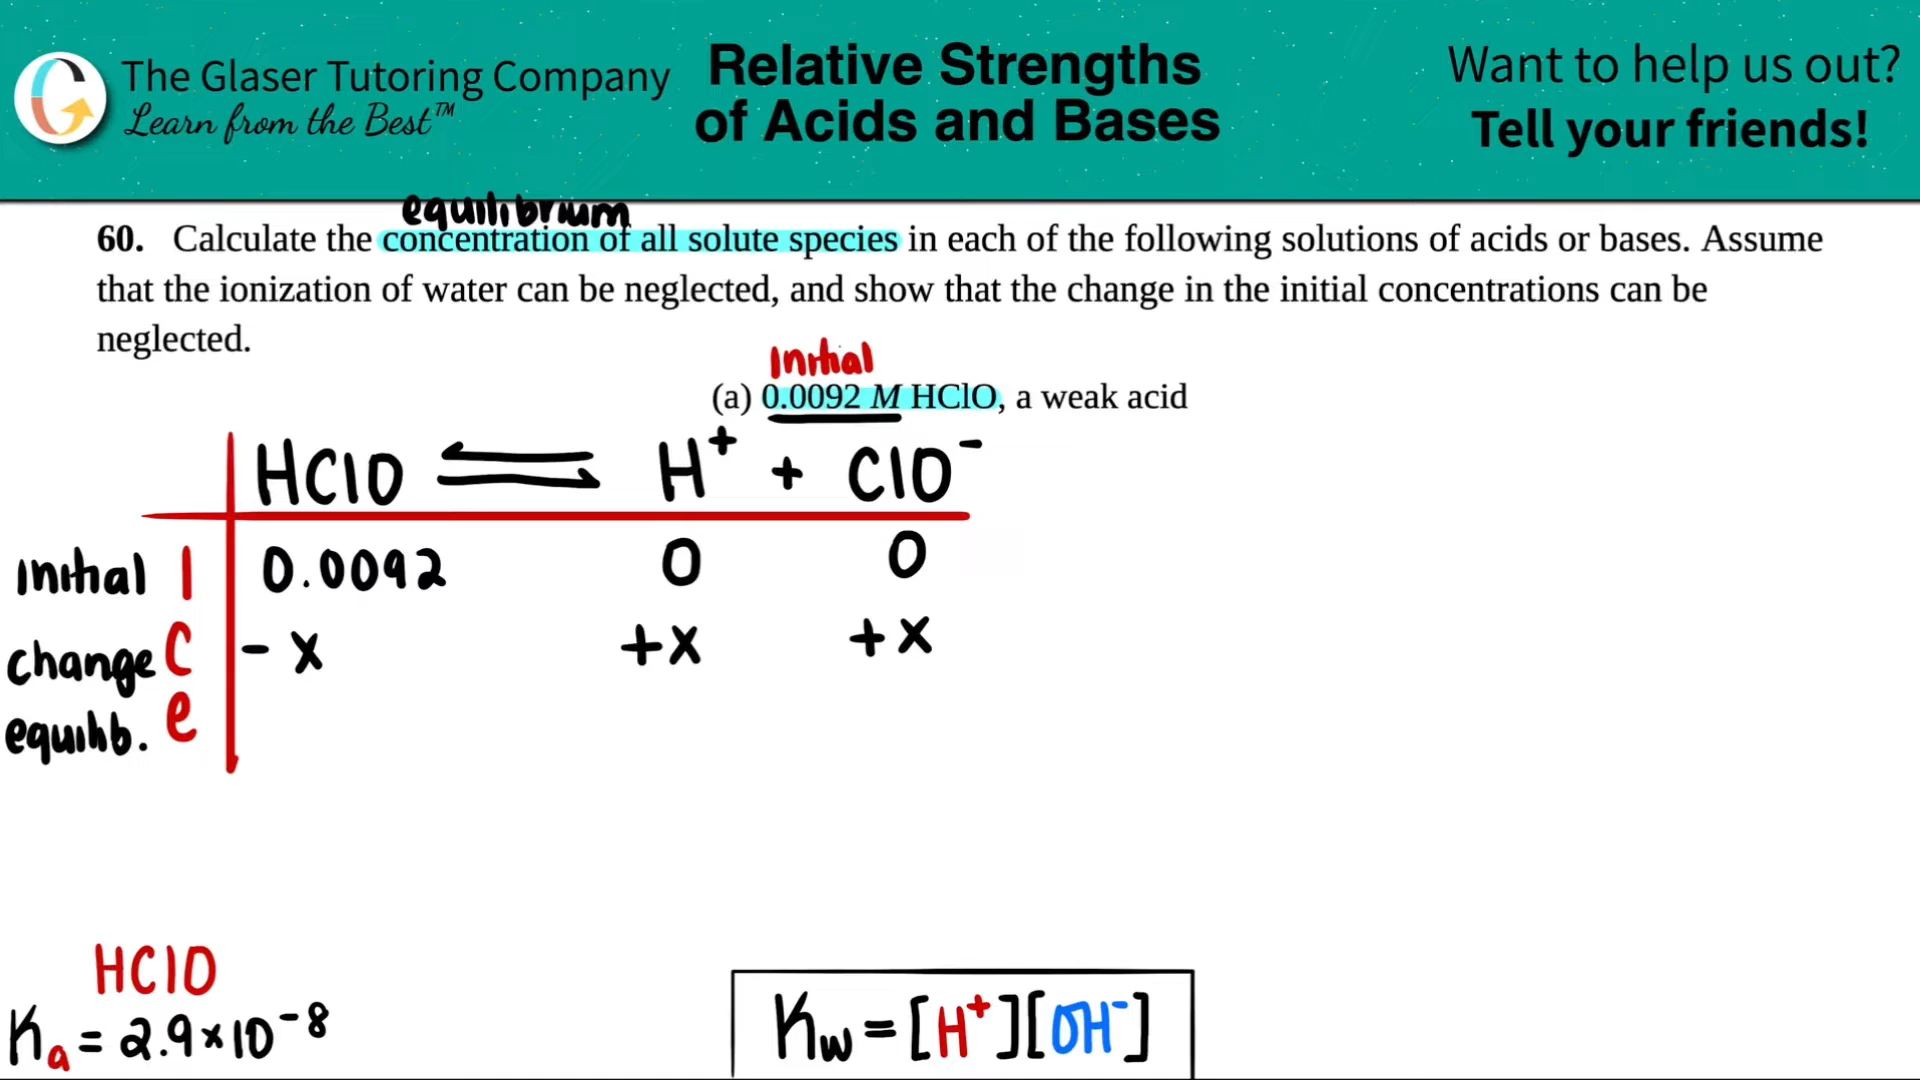 The Glaser Tutoring Company
Learn from the Best™
Relative Strengths
of Acids and Bases
Want to help us out?
Tell your friends!
equilibrium
60. Calculate the concentration of all solute species in each of the following solutions of acids or bases. Assume
that the ionization of water can be neglected, and show that the change in the initial concentrations can be
neglected.
Initial
(a) 0.0092 M HClO, a weak acid
HClO ⇌ H⁺ + ClO⁻
Initial I 0.0092 0 0
change C - x +x +x
equilib. e
HClO
Ka = 2.9×10⁻⁸
Kw = [H⁺][OH⁻]